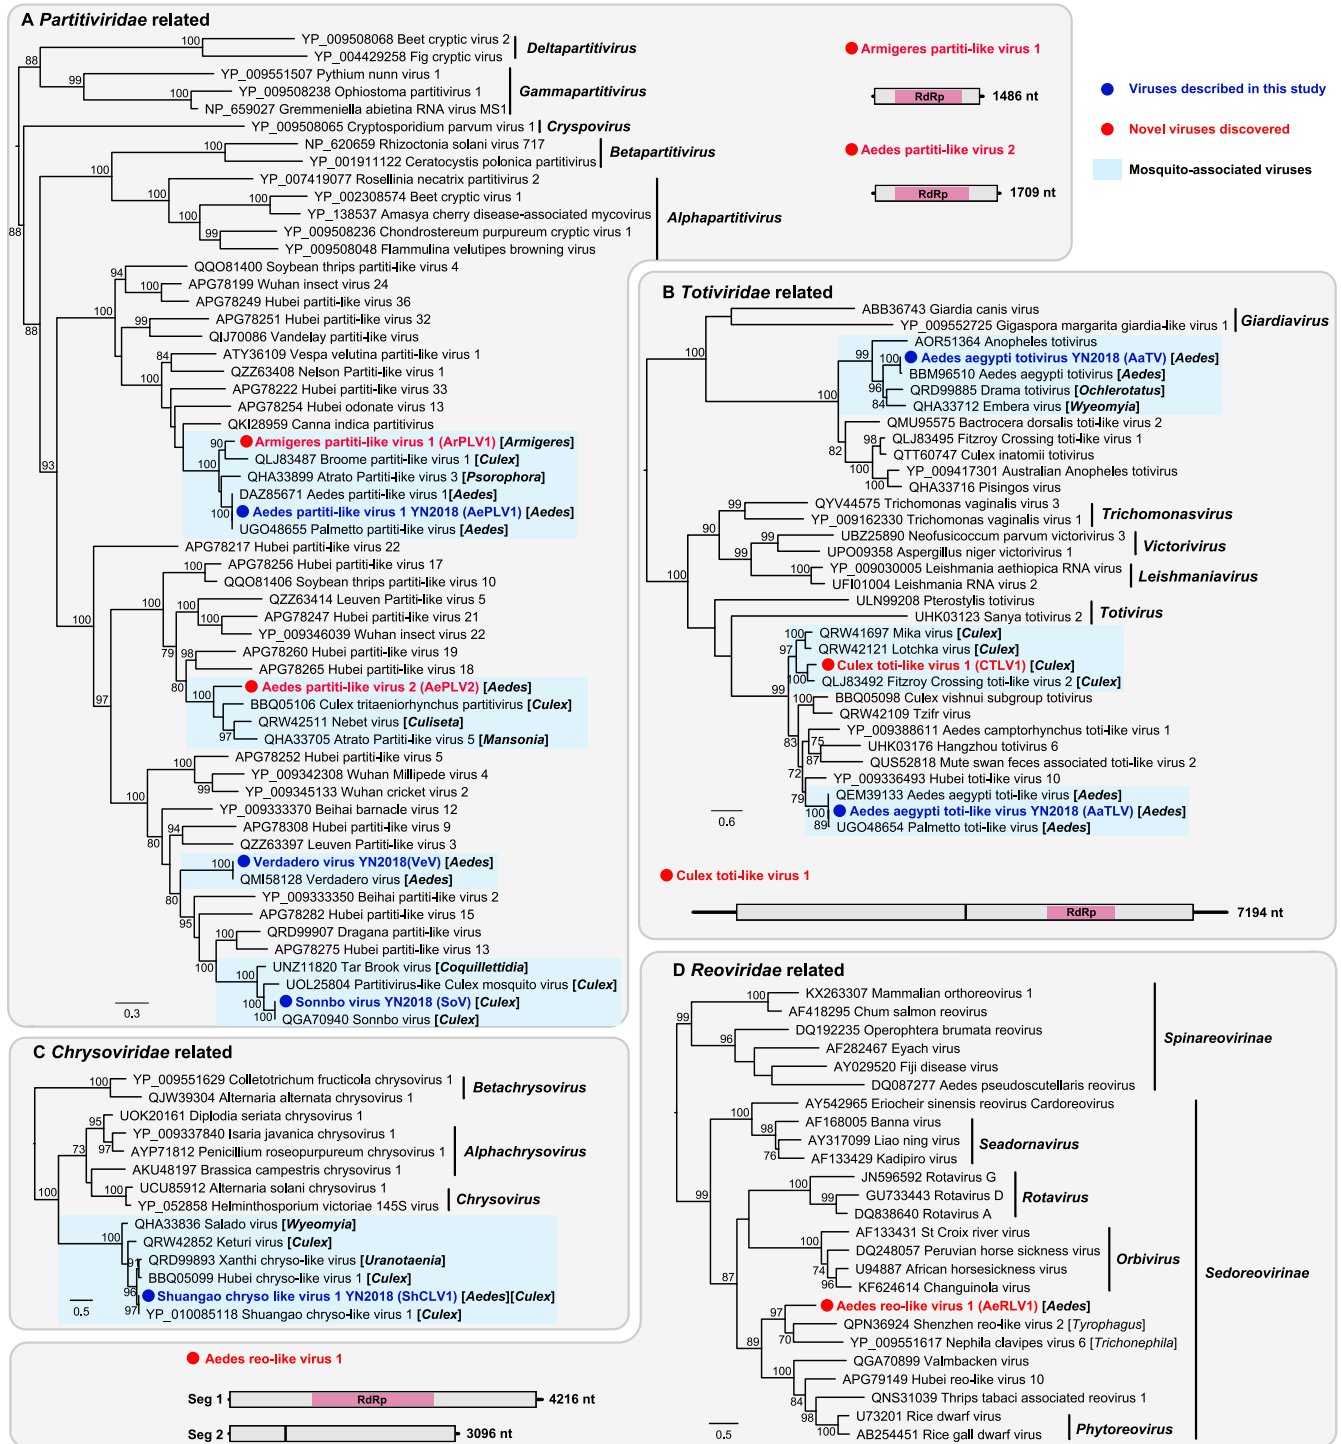 A Partitiviridae related
100
YP_009508068 Beet cryptic virus 2
YP_004429258 Fig cryptic virus
Deltapartitivirus
88
99
YP_009551507 Pythium nunn virus 1
100
YP_009508238 Ophiostoma partitivirus 1
NP_659027 Gremmeniella abietina RNA virus MS1
Gammapartitivirus
YP_009508065 Cryptosporidium parvum virus 1
Cryspovirus
88
100
100
NP_620659 Rhizoctonia solani virus 717
YP_001911122 Ceratocystis polonica partitivirus
Betapartitivirus
100
YP_007419077 Rosellinia necatrix partitivirus 2
100
YP_002308574 Beet cryptic virus 1
YP_138537 Amasya cherry disease-associated mycovirus
100
99
YP_009508236 Chondrostereum purpureum cryptic virus 1
YP_009508048 Flammulina velutipes browning virus
Alphapartitivirus
88
94
QQO81400 Soybean thrips partiti-like virus 4
100
APG78199 Wuhan insect virus 24
APG78249 Hubei partiti-like virus 36
100
99
APG78251 Hubei partiti-like virus 32
QIJ70086 Vandelay partiti-like virus
84
ATY36109 Vespa velutina partiti-like virus 1
QZZ63408 Nelson Partiti-like virus 1
APG78222 Hubei partiti-like virus 33
APG78254 Hubei odonate virus 13
QKI28959 Canna indica partitivirus
90
Armigeres partiti-like virus 1 (ArPLV1) [Armigeres]
100
QLJ83487 Broome partiti-like virus 1 [Culex]
QHA33899 Atrato Partiti-like virus 3 [Psorophora]
DAZ85671 Aedes partiti-like virus 1 [Aedes]
100
Aedes partiti-like virus 1 YN2018 (AePLV1) [Aedes]
UGO48655 Palmetto partiti-like virus [Aedes]
93
APG78217 Hubei partiti-like virus 22
100
APG78256 Hubei partiti-like virus 17
QQO81406 Soybean thrips partiti-like virus 10
100
100
QZZ63414 Leuven Partiti-like virus 5
100
APG78247 Hubei partiti-like virus 21
YP_009346039 Wuhan insect virus 22
79
98
APG78260 Hubei partiti-like virus 19
APG78265 Hubei partiti-like virus 18
80
100
Aedes partiti-like virus 2 (AePLV2) [Aedes]
BBQ05106 Culex tritaeniorhynchus partitivirus [Culex]
QRW42511 Nebet virus [Culiseta]
97
QHA33705 Atrato Partiti-like virus 5 [Mansonia]
97
100
APG78252 Hubei partiti-like virus 5
YP_009342308 Wuhan Millipede virus 4
99
YP_009345133 Wuhan cricket virus 2
100
YP_009333370 Beihai barnacle virus 12
94
APG78308 Hubei partiti-like virus 9
80
QZZ63397 Leuven Partiti-like virus 3
100
Verdadero virus YN2018(VeV) [Aedes]
QMI58128 Verdadero virus [Aedes]
80
YP_009333350 Beihai partiti-like virus 2
95
APG78282 Hubei partiti-like virus 15
100
QRD99907 Dragana partiti-like virus
APG78275 Hubei partiti-like virus 13
100
UNZ11820 Tar Brook virus [Coquillettidia]
100
UOL25804 Partitivirus-like Culex mosquito virus [Culex]
100
Sonnbo virus YN2018 (SoV) [Culex]
100
QGA70940 Sonnbo virus [Culex]
0.3
Armigeres partiti-like virus 1
RdRp
1486 nt
Aedes partiti-like virus 2
RdRp
1709 nt
Viruses described in this study
Novel viruses discovered
Mosquito-associated viruses
B Totiviridae related
ABB36743 Giardia canis virus
YP_009552725 Gigaspora margarita giardia-like virus 1
Giardiavirus
100
99
AOR51364 Anopheles totivirus
100
Aedes aegypti totivirus YN2018 (AaTV) [Aedes]
BBM96510 Aedes aegypti totivirus [Aedes]
96
QRD99885 Drama totivirus [Ochlerotatus]
84
QHA33712 Embera virus [Wyeomyia]
100
QMU95575 Bactrocera dorsalis toti-like virus 2
82
98
QLJ83495 Fitzroy Crossing toti-like virus 1
QTT60747 Culex inatomii totivirus
100
YP_009417301 Australian Anopheles totivirus
100
QHA33716 Pisingos virus
99
QYV44575 Trichomonas vaginalis virus 3
YP_009162330 Trichomonas vaginalis virus 1
Trichomonasvirus
90
99
UBZ25890 Neofusicoccum parvum victorivirus 3
UPO09358 Aspergillus niger victorivirus 1
Victorivirus
99
100
YP_009030005 Leishmania aethiopica RNA virus
UFI01004 Leishmania RNA virus 2
Leishmaniavirus
ULN99208 Pterostylis totivirus
UHK03123 Sanya totivirus 2
Totivirus
100
QRW41697 Mika virus [Culex]
97
QRW42121 Lotchka virus [Culex]
Culex toti-like virus 1 (CTLV1) [Culex]
100
QLJ83492 Fitzroy Crossing toti-like virus 2 [Culex]
99
BBQ05098 Culex vishnui subgroup totivirus
QRW42109 Tzifr virus
83
YP_009388611 Aedes camptorhynchus toti-like virus 1
75
UHK03176 Hangzhou totivirus 6
87
QUS52818 Mute swan feces associated toti-like virus 2
72
YP_009336493 Hubei toti-like virus 10
79
QEM39133 Aedes aegypti toti-like virus [Aedes]
100
Aedes aegypti toti-like virus YN2018 (AaTLV) [Aedes]
89
UGO48654 Palmetto toti-like virus [Aedes]
0.6
Culex toti-like virus 1
RdRp
7194 nt
C Chrysoviridae related
100
YP_009551629 Colletotrichum fructicola chrysovirus 1
QJW39304 Alternaria alternata chrysovirus 1
Betachrysovirus
95
UOK20161 Diplodia seriata chrysovirus 1
97
YP_009337840 Isaria javanica chrysovirus 1
73
AYP71812 Penicillium roseopurpureum chrysovirus 1
AKU48197 Brassica campestris chrysovirus 1
Alphachrysovirus
100
UCU85912 Alternaria solani chrysovirus 1
YP_052858 Helminthosporium victoriae 145S virus
Chrysovirus
100
100
QHA33836 Salado virus [Wyeomyia]
QRW42852 Keturi virus [Culex]
91
QRD99893 Xanthi chryso-like virus [Uranotaenia]
BBQ05099 Hubei chryso-like virus 1 [Culex]
96
Shuangao chryso like virus 1 YN2018 (ShCLV1) [Aedes][Culex]
97
YP_010085118 Shuangao chryso-like virus 1 [Culex]
0.5
Aedes reo-like virus 1
Seg 1
RdRp
4216 nt
Seg 2
3096 nt
D Reoviridae related
100
KX263307 Mammalian orthoreovirus 1
AF418295 Chum salmon reovirus
99
96
DQ192235 Operophtera brumata reovirus
AF282467 Eyach virus
AY029520 Fiji disease virus
DQ087277 Aedes pseudoscutellaris reovirus
Spinareovirinae
100
AY542965 Eriocheir sinensis reovirus Cardoreovirus
98
AF168005 Banna virus
AY317099 Liao ning virus
76
AF133429 Kadipiro virus
Seadornavirus
99
100
JN596592 Rotavirus G
99
GU733443 Rotavirus D
DQ838640 Rotavirus A
Rotavirus
100
AF133431 St Croix river virus
DQ248057 Peruvian horse sickness virus
74
U94887 African horsesickness virus
96
KF624614 Changuinola virus
Orbivirus
Sedoreovirinae
87
97
Aedes reo-like virus 1 (AeRLV1) [Aedes]
QPN36924 Shenzhen reo-like virus 2 [Tyrophagus]
70
YP_009551617 Nephila clavipes virus 6 [Trichonephila]
89
100
QGA70899 Valmbacken virus
APG79149 Hubei reo-like virus 10
84
QNS31039 Thrips tabaci associated reovirus 1
98
U73201 Rice dwarf virus
100
AB254451 Rice gall dwarf virus
Phytoreovirus
0.5